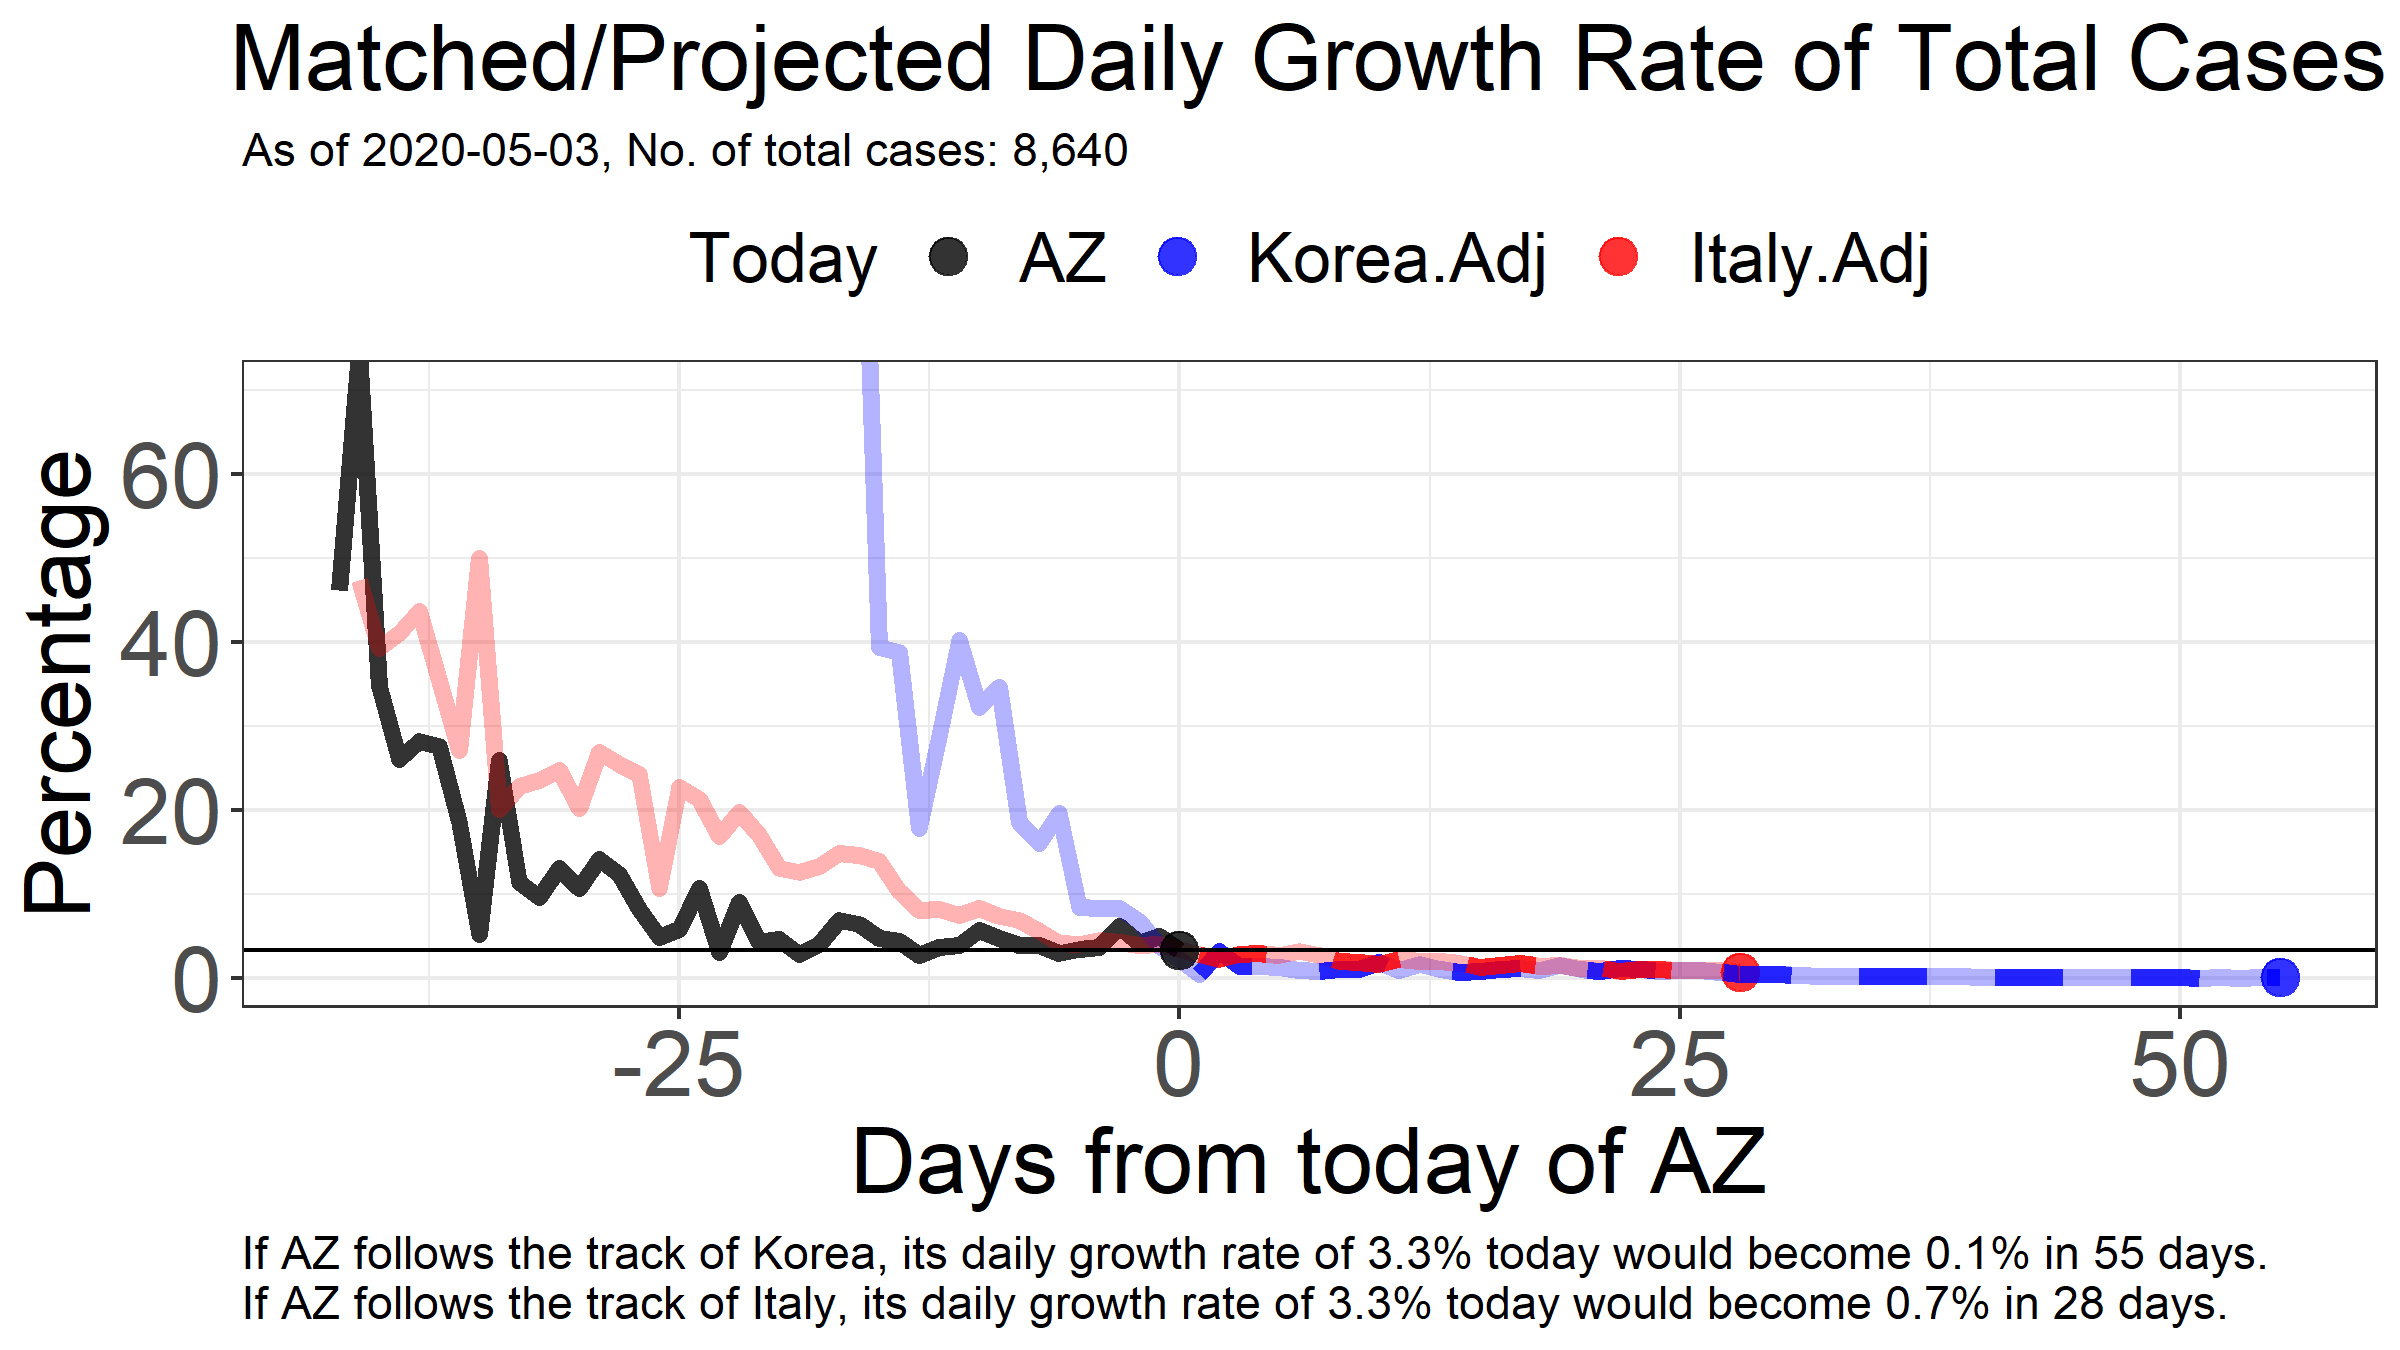 Matched/Projected Daily Growth Rate of Total Cases
As of 2020-05-03, No. of total cases: 8,640
Today AZ Korea.Adj Italy.Adj
Percentage
60
40
20
0
-25 0 25 50
Days from today of AZ
If AZ follows the track of Korea, its daily growth rate of 3.3% today would become 0.1% in 55 days.
If AZ follows the track of Italy, its daily growth rate of 3.3% today would become 0.7% in 28 days.